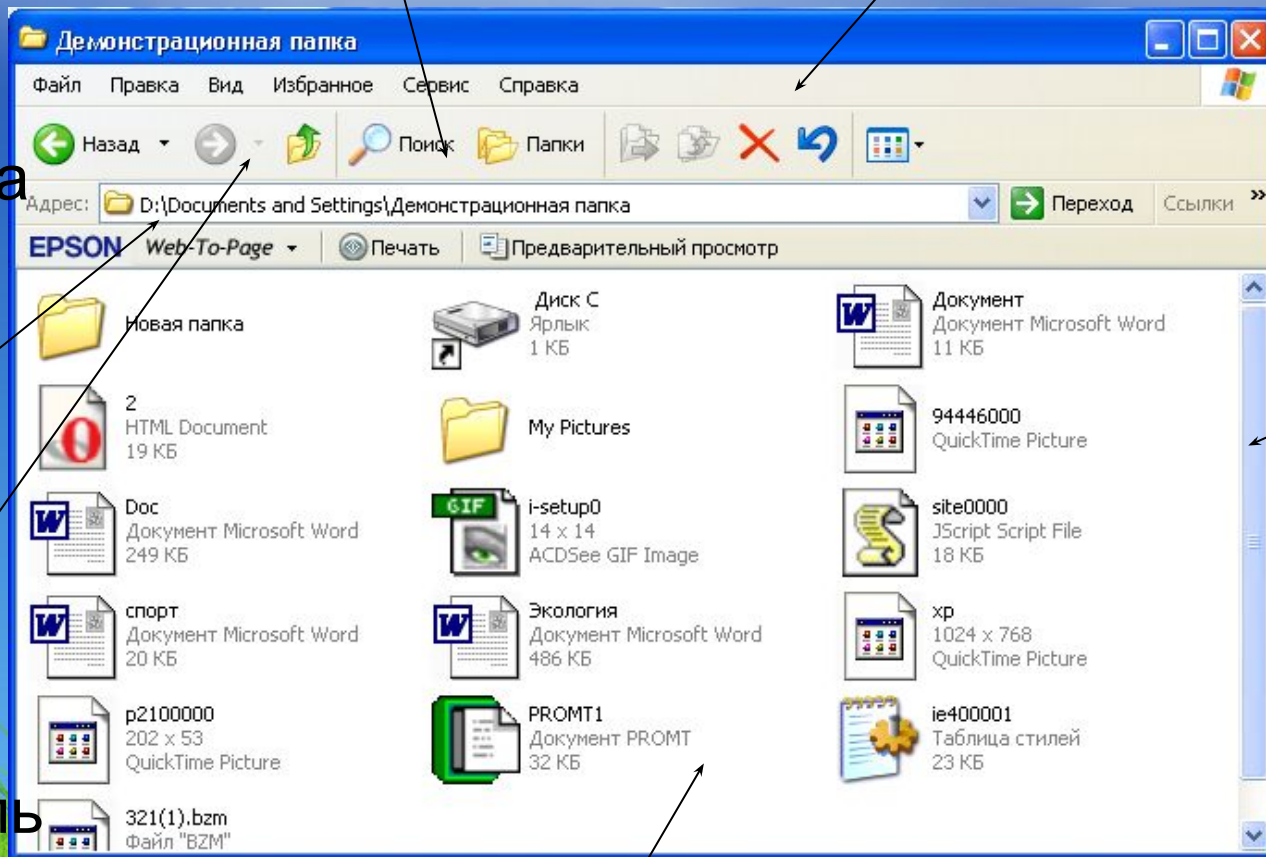 Демонстрационная папка
Файл Правка Вид Избранное Сервис Справка
Назад Поиск Папки
а
Адрес: D:\Documents and Settings\Демонстрационная папка Переход Ссылки »
EPSON Web-To-Page Печать Предварительный просмотр
Новая папка
Диск С
Ярлык
1 КБ
Документ
Документ Microsoft Word
11 КБ
2
HTML Document
19 КБ
My Pictures
94446000
QuickTime Picture
Doc
Документ Microsoft Word
249 КБ
GIF
i-setup0
14 x 14
ACDSee GIF Image
site0000
JScript Script File
18 КБ
спорт
Документ Microsoft Word
20 КБ
Экология
Документ Microsoft Word
486 КБ
xp
1024 x 768
QuickTime Picture
p2100000
202 x 53
QuickTime Picture
PROMT1
Документ PROMT
32 КБ
ie400001
Таблица стилей
23 КБ
ль
321(1).bzm
Файл "BZM"